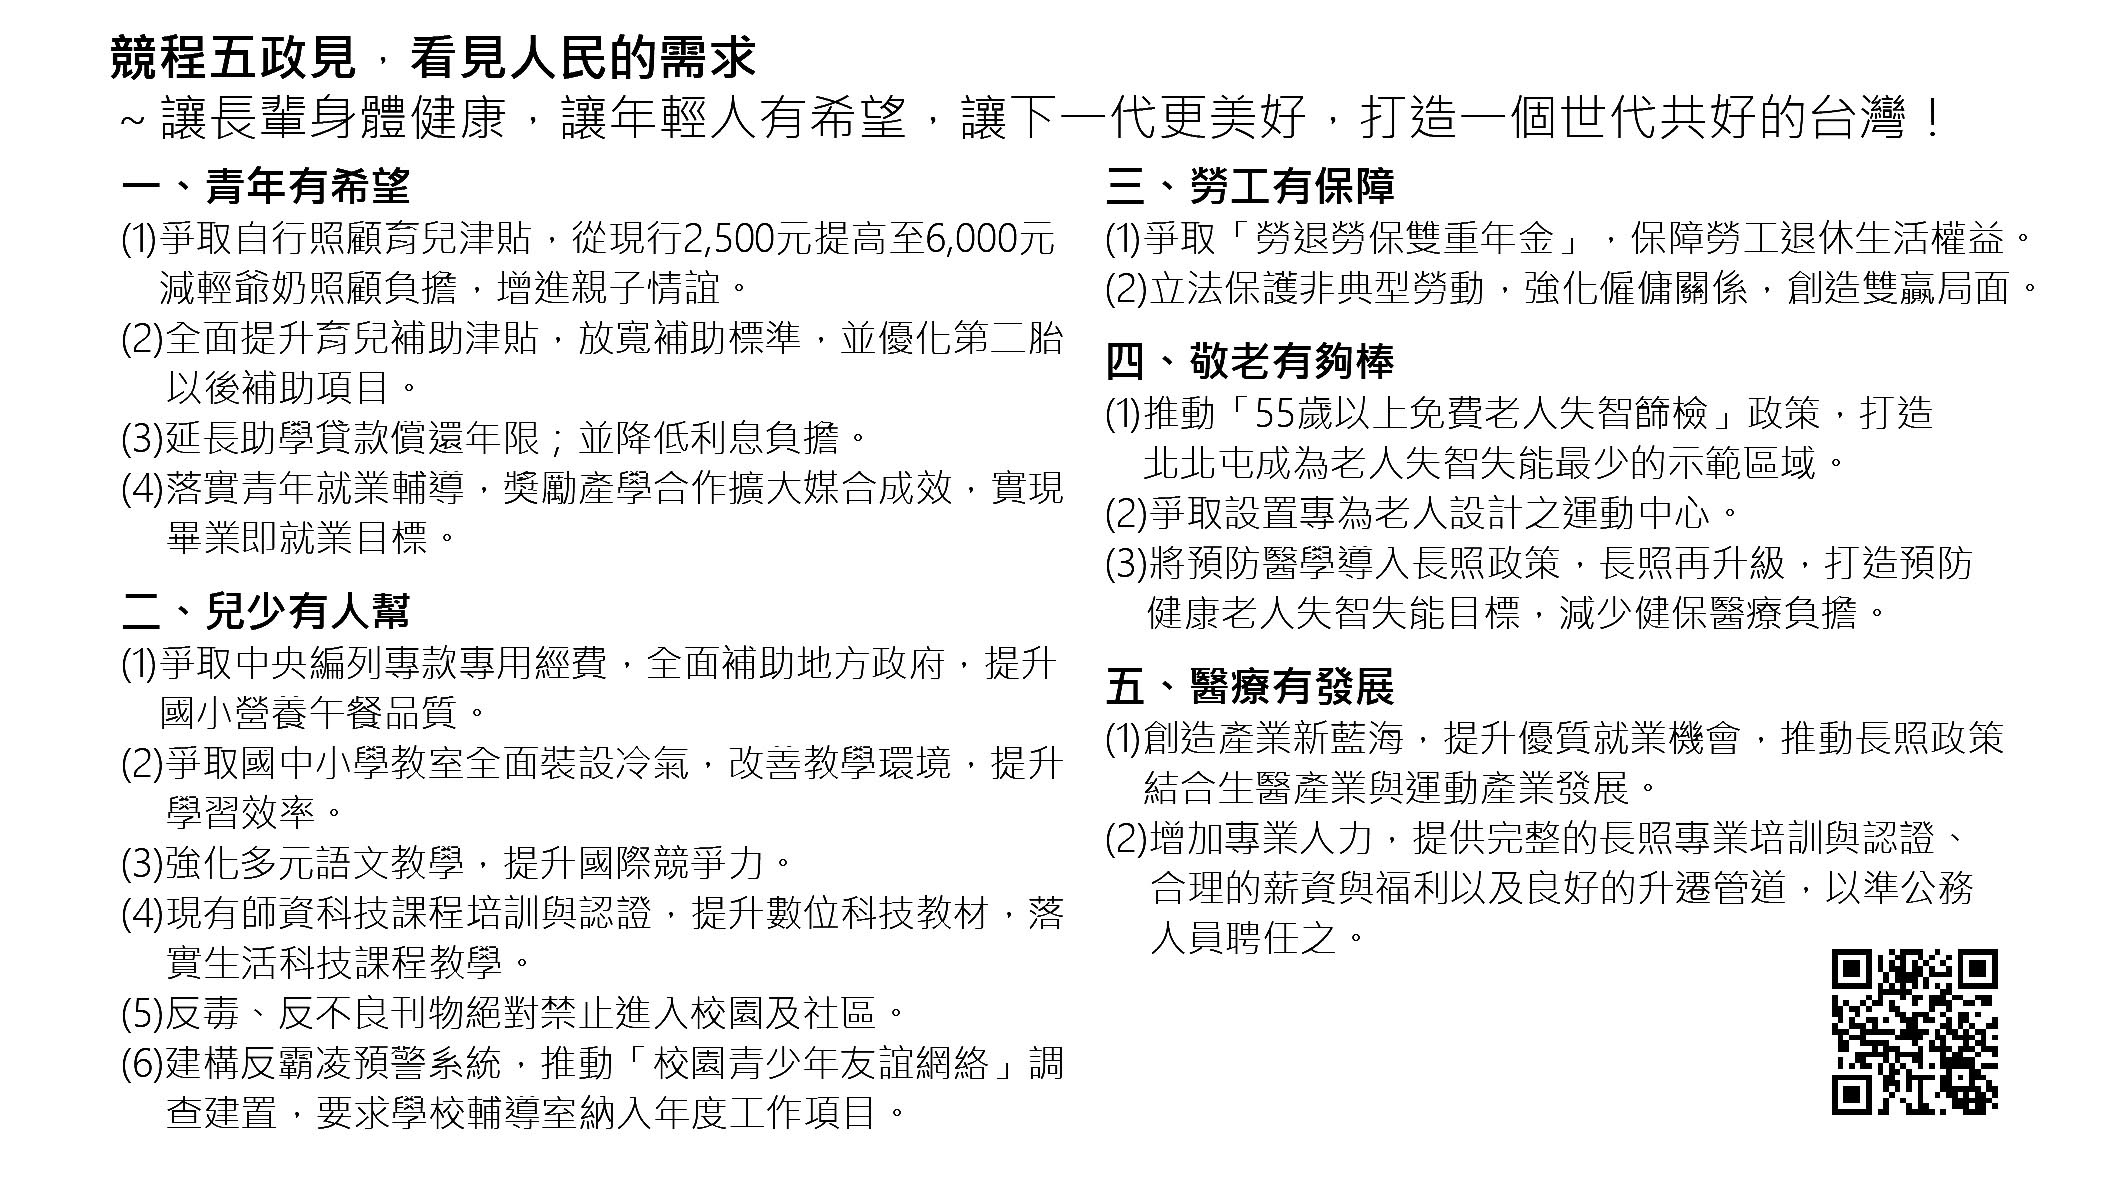 競程五政見，看見人民的需求
~讓長輩身體健康，讓年輕人有希望，讓下一代更美好，打造一個世代共好的台灣！
一、青年有希望
(1)爭取自行照顧育兒津貼，從現行2,500元提高至6,000元
減輕爺奶照顧負擔，增進親子情誼。
(2)全面提升育兒補助津貼，放寬補助標準，並優化第二胎
以後補助項目。
(3)延長助學貸款償還年限；並降低利息負擔。
(4)落實青年就業輔導，獎勵產學合作擴大媒合成效，實現
畢業即就業目標。
二、兒少有人幫
(1)爭取中央編列專款專用經費，全面補助地方政府，提升
國小營養午餐品質。
(2)爭取國中小學教室全面裝設冷氣，改善教學環境，提升
學習效率。
(3)強化多元語文教學，提升國際競爭力。
(4)現有師資科技課程培訓與認證，提升數位科技教材，落
實生活科技課程教學。
(5)反毒、反不良刊物絕對禁止進入校園及社區。
(6)建構反霸凌預警系統，推動「校園青少年友誼網絡」調
查建置，要求學校輔導室納入年度工作項目。
三、勞工有保障
(1)爭取「勞退勞保雙重年金」，保障勞工退休生活權益。
(2)立法保護非典型勞動，強化僱傭關係，創造雙贏局面。
四、敬老有夠棒
(1)推動「55歲以上免費老人失智篩檢」政策，打造
北北屯成為老人失智失能最少的示範區域。
(2)爭取設置專為老人設計之運動中心。
(3)將預防醫學導入長照政策，長照再升級，打造預防
健康老人失智失能目標，減少健保醫療負擔。
五、醫療有發展
(1)創造產業新藍海，提升優質就業機會，推動長照政策
結合生醫產業與運動產業發展。
(2)增加專業人力，提供完整的長照專業培訓與認證、
合理的薪資與福利以及良好的升遷管道，以準公務
人員聘任之。